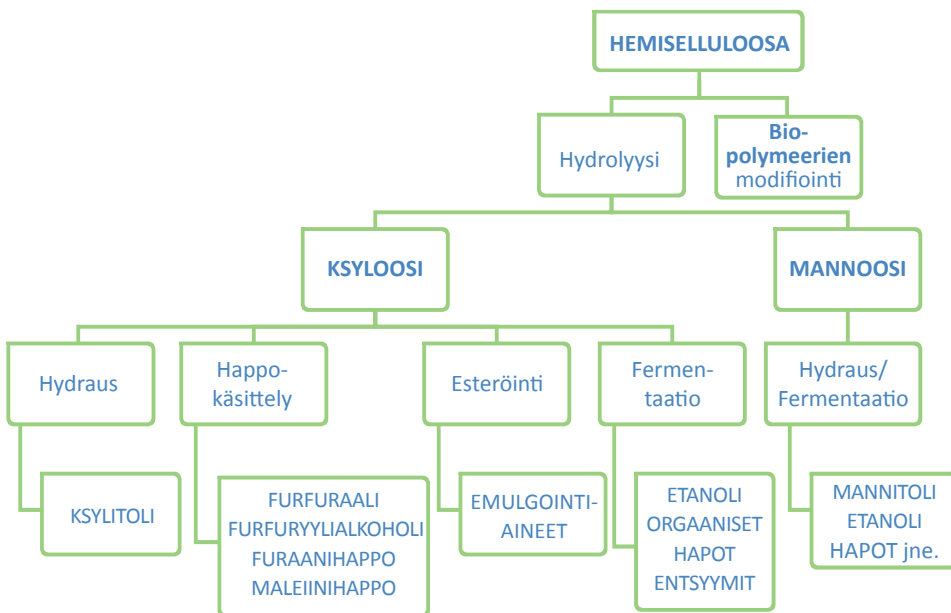 HEMISELLULOOSA
Hydrolyysi
Bio-
polymeerien
modifiointi
KSYLOOSI
MANNOOSI
Hydraus
Happo-
käsittely
Esteröinti
Fermen-
taatio
Hydraus/
Fermentaatio
KSYLITOLI
FURFURAALI
FURFURYYLIALKOHOLI
FURAANIHAPPO
MALEIINIHAPPO
EMULGOINTI-
AINEET
ETANOLI
ORGAANISET
HAPOT
ENTSYYMIT
MANNITOLI
ETANOLI
HAPOT jne.